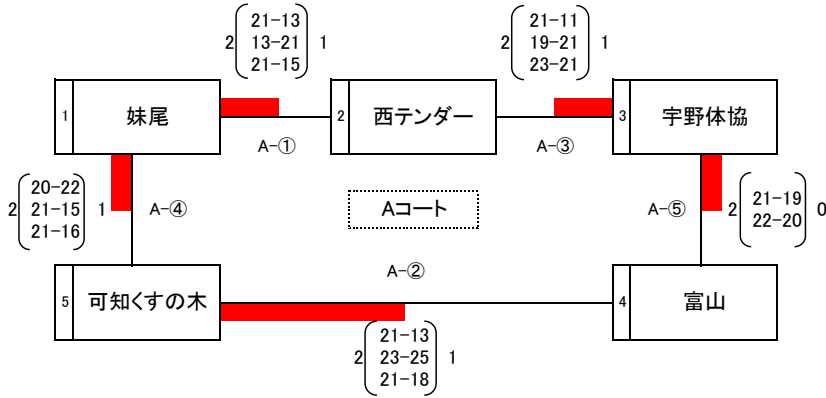 2 21-13 13-21 21-15 1
2 21-11 19-21 23-21 1
1 妹尾
2 西テンダー
3 宇野体協
A-①
A-③
2 20-22 21-15 21-16 1
A-④
Aコート
A-⑤
2 21-19 22-20 0
A-②
5 可知くすの木
4 富山
2 21-13 23-25 21-18 1